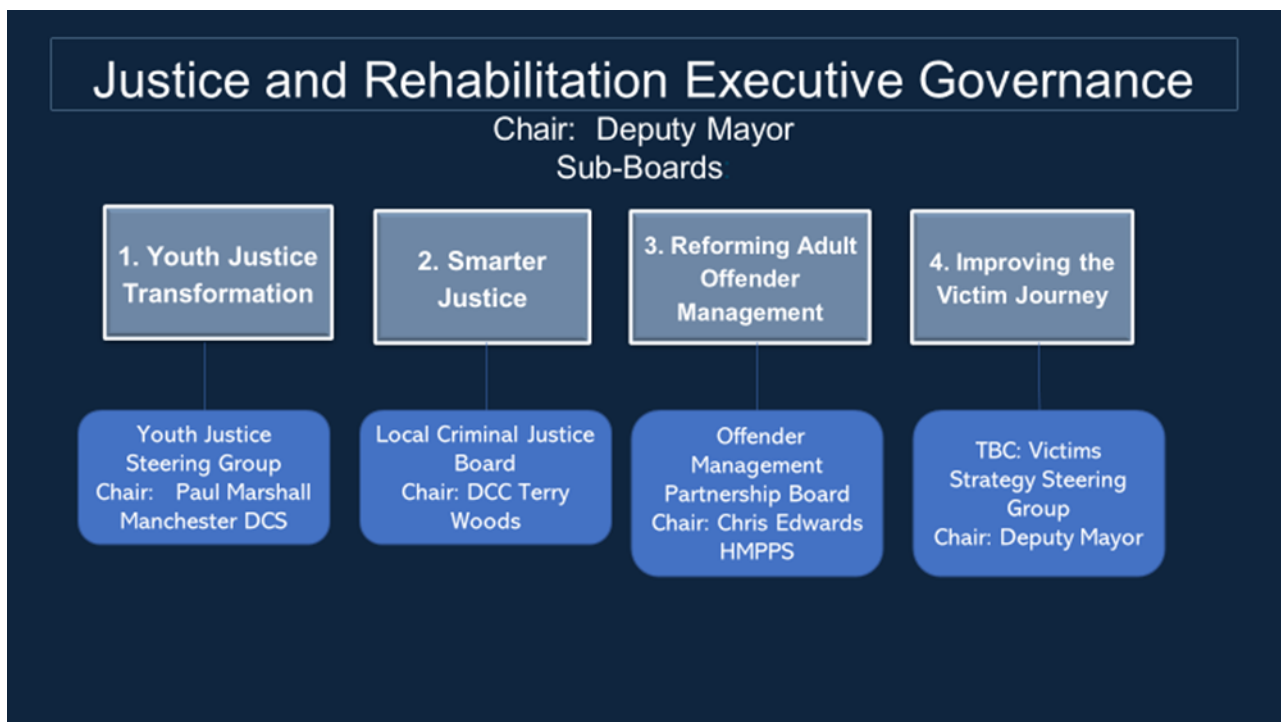 Justice and Rehabilitation Executive Governance
Chair: Deputy Mayor
Sub-Boards:
1. Youth Justice
Transformation
2. Smarter
Justice
3. Reforming Adult
Offender
Management
4. Improving the
Victim Journey
Youth Justice
Steering Group
Chair: Paul Marshall
Manchester DCS
Local Criminal Justice
Board
Chair: DCC Terry
Woods
Offender
Management
Partnership Board
Chair: Chris Edwards
HMPPS
TBC: Victims
Strategy Steering
Group
Chair: Deputy Mayor